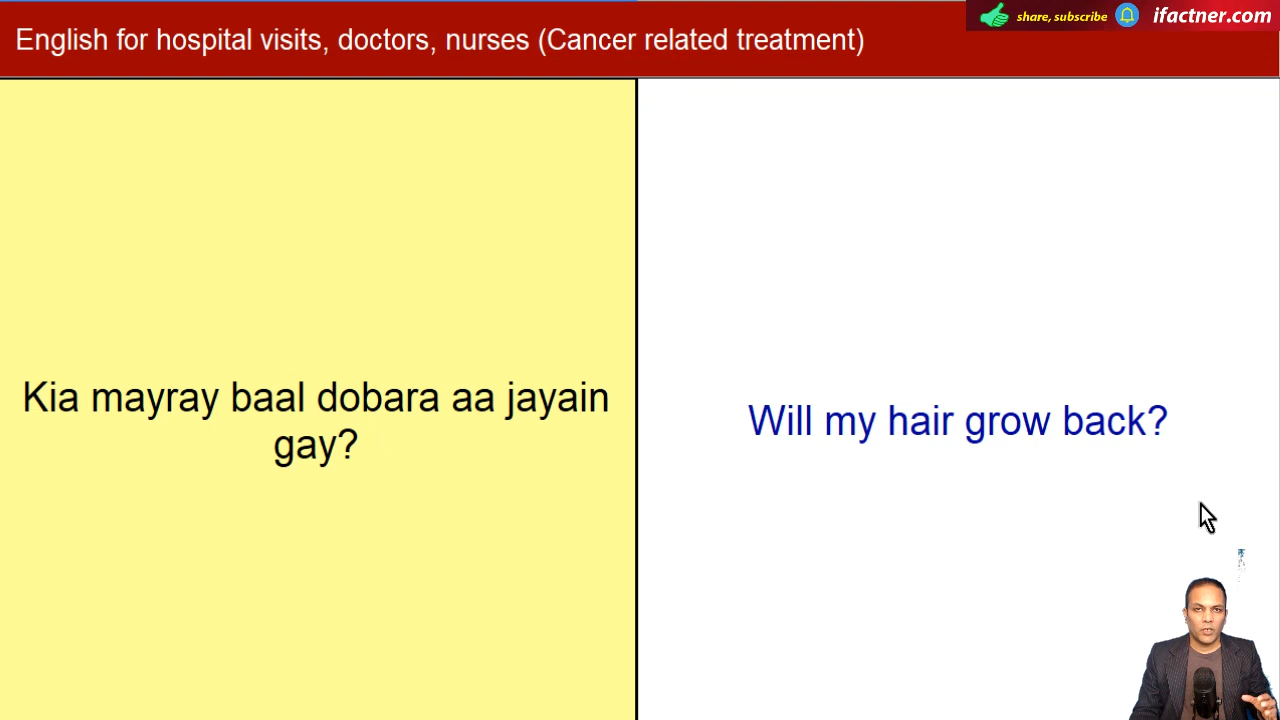 English for hospital visits, doctors, nurses (Cancer related treatment)
share, subscribe
ifactner.com
Kia mayray baal dobara aa jayain
gay?
Will my hair grow back?